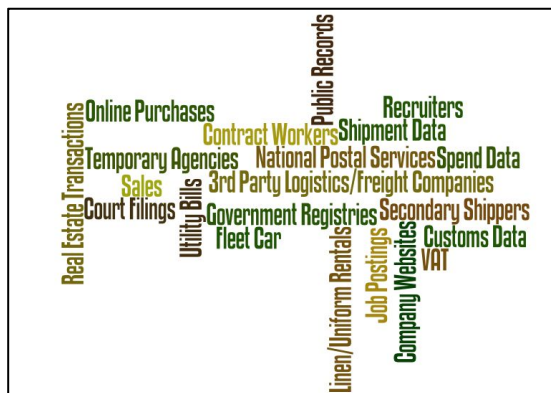 Public Records
Real Estate Transactions
Online Purchases
Recruiters
Contract Workers
Shipment Data
Temporary Agencies
National Postal Services
Spend Data
Sales
Utility Bills
3rd Party Logistics/Freight Companies
Court Filings
Government Registries
Secondary Shippers
Fleet Car
Linen/Uniform Rentals
Job Postings
Company Websites
Customs Data
VAT